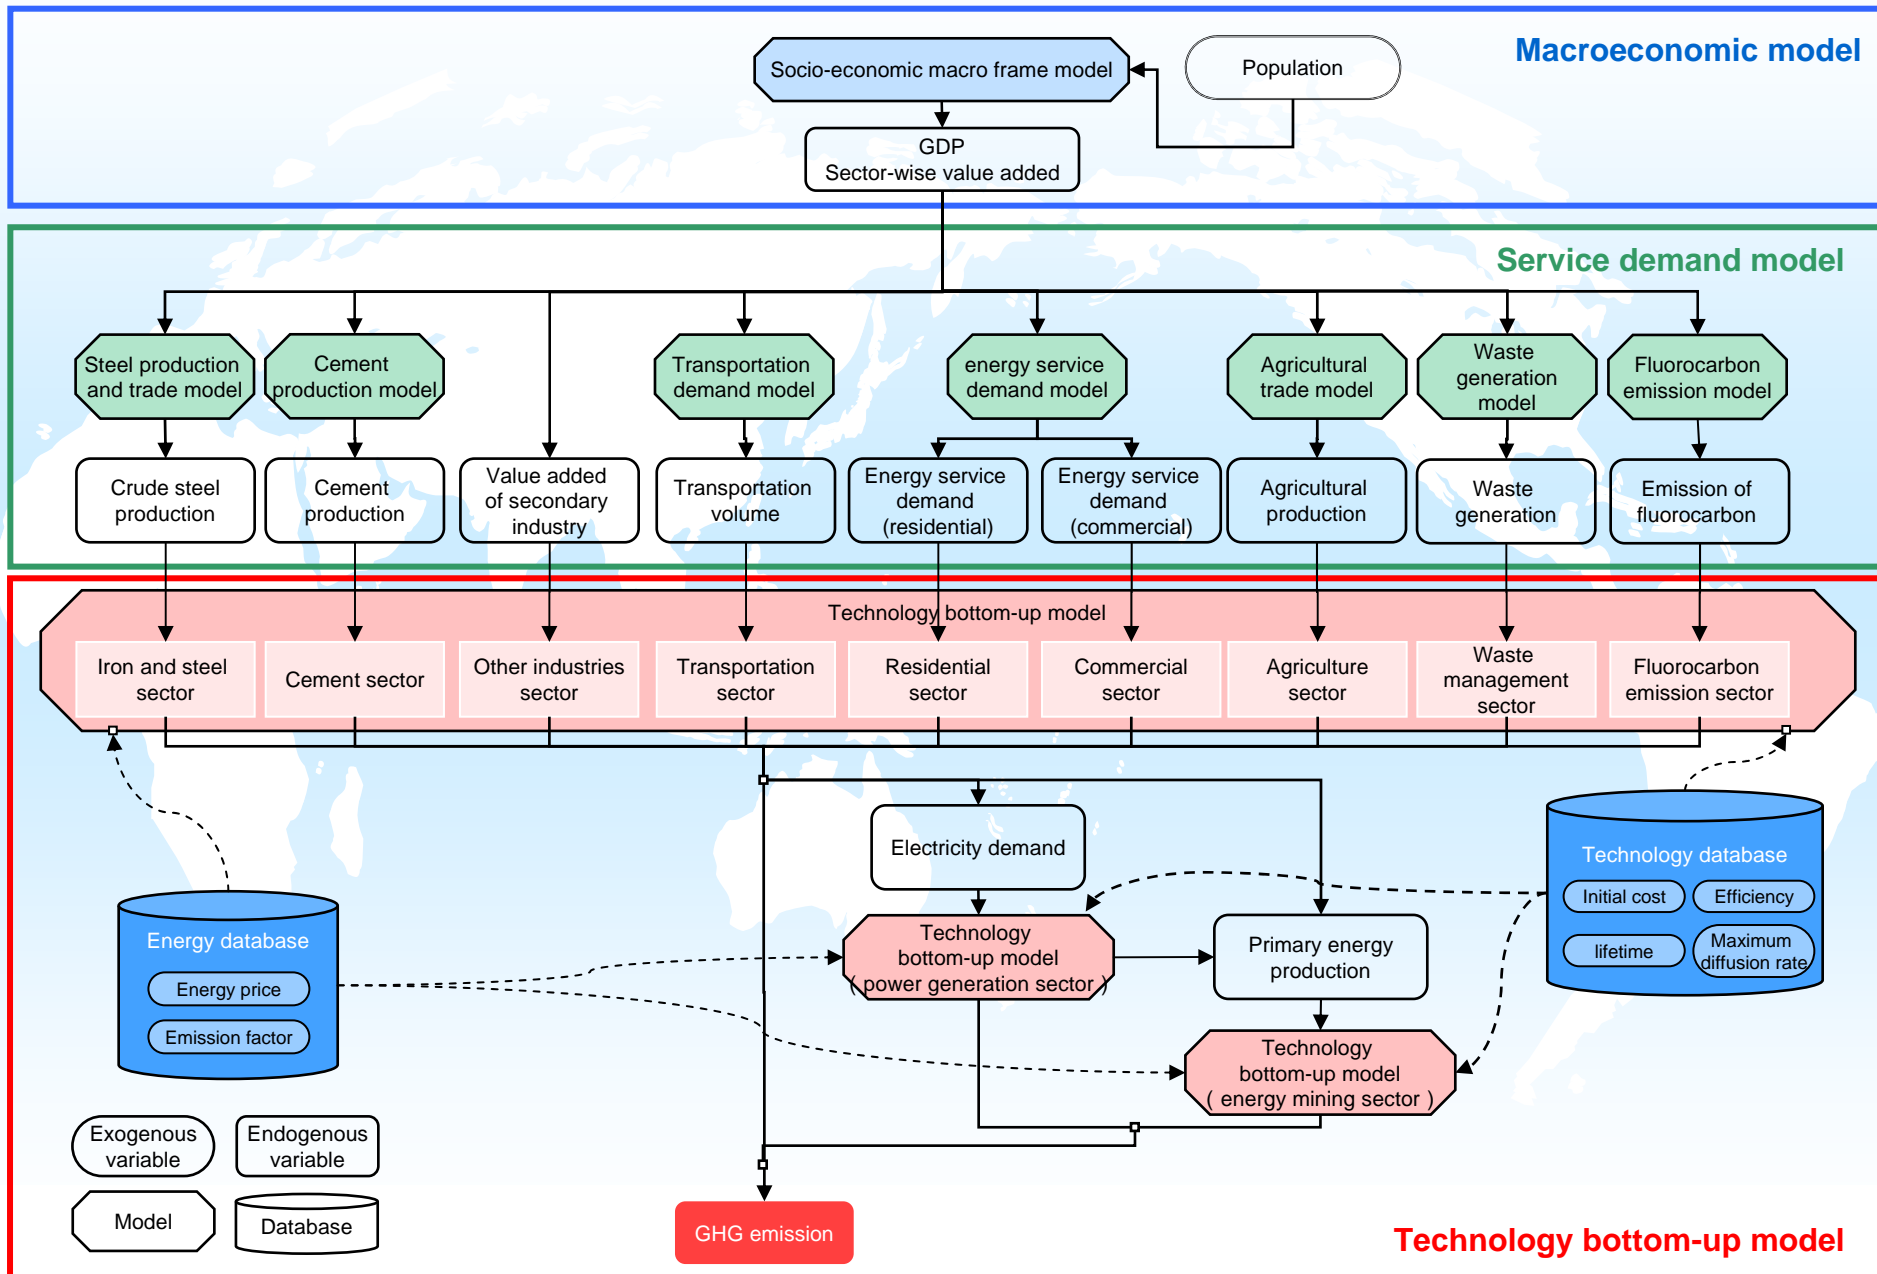 Macroeconomic model
Socio-economic macro frame model
Population
GDP
Sector-wise value added
Service demand model
Steel production
and trade model
Cement
production model
Transportation
demand model
energy service
demand model
Agricultural
trade model
Waste
generation
model
Fluorocarbon
emission model
Crude steel
production
Cement
production
Value added
of secondary
industry
Transportation
volume
Energy service
demand
(residential)
Energy service
demand
(commercial)
Agricultural
production
Waste
generation
Emission of
fluorocarbon
Technology bottom-up model
Iron and steel
sector
Cement sector
Other industries
sector
Transportation
sector
Residential
sector
Commercial
sector
Agriculture
sector
Waste
management
sector
Fluorocarbon
emission sector
Electricity demand
Technology database
Initial cost
Efficiency
lifetime
Maximum
diffusion rate
Energy database
Energy price
Emission factor
Technology
bottom-up model
( power generation sector )
Primary energy
production
Technology
bottom-up model
( energy mining sector )
Exogenous
variable
Endogenous
variable
Model
Database
GHG emission
Technology bottom-up model